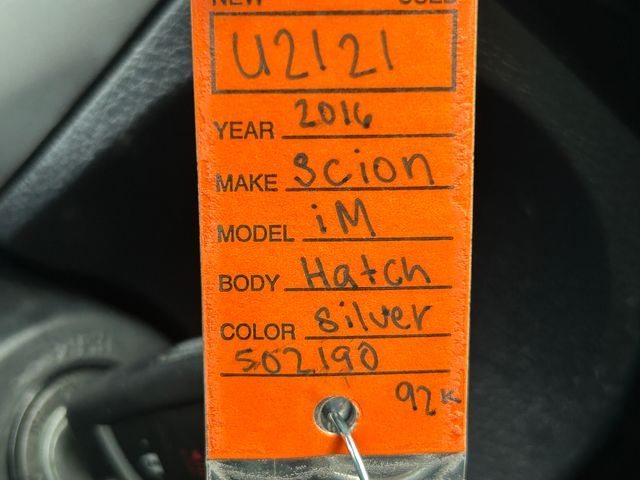 NEW USED
U2121
YEAR 2016
MAKE Scion
MODEL iM
BODY Hatch
COLOR Silver
502190
92K